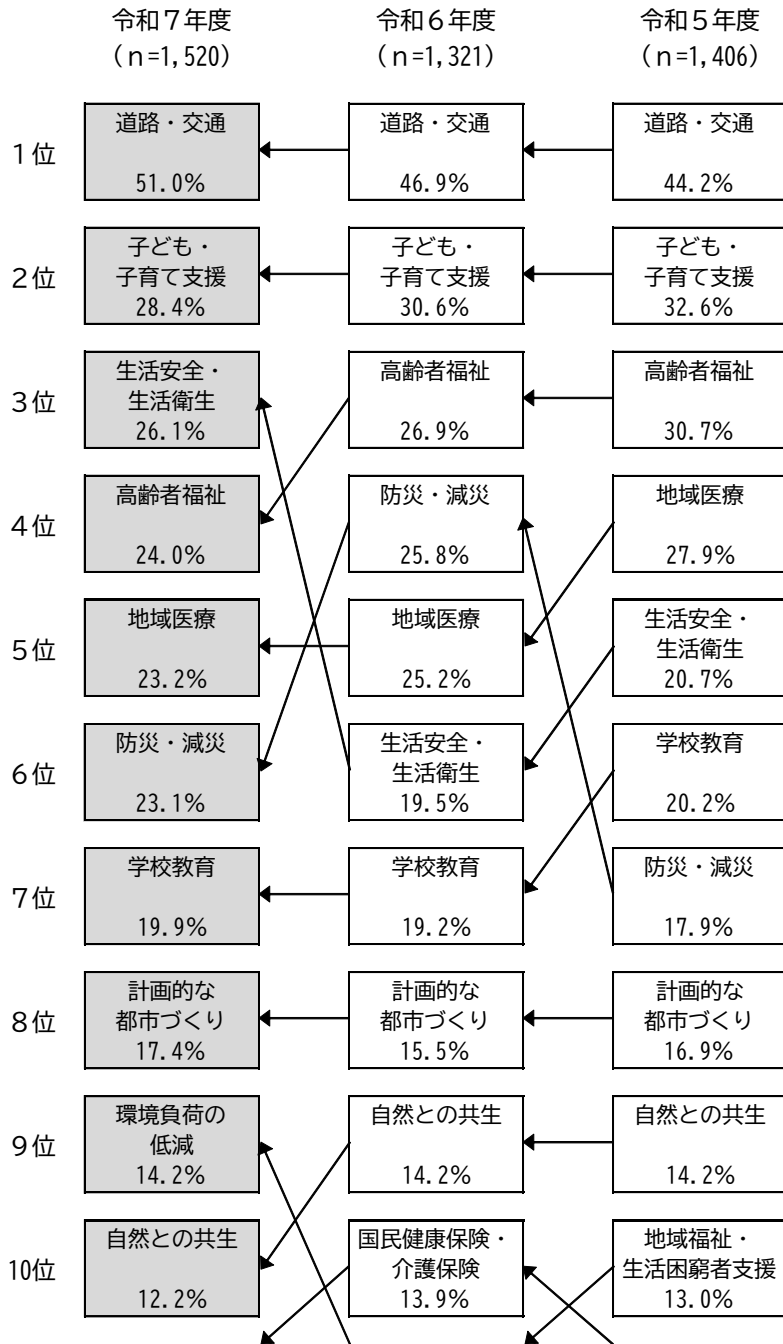 令和７年度 令和６年度 令和５年度
（n=1,520） （n=1,321） （n=1,406）
１位
道路・交通
51.0%
道路・交通
46.9%
道路・交通
44.2%
２位
子ども・
子育て支援
28.4%
子ども・
子育て支援
30.6%
子ども・
子育て支援
32.6%
３位
生活安全・
生活衛生
26.1%
高齢者福祉
26.9%
高齢者福祉
30.7%
４位
高齢者福祉
24.0%
防災・減災
25.8%
地域医療
27.9%
５位
地域医療
23.2%
地域医療
25.2%
生活安全・
生活衛生
20.7%
６位
防災・減災
23.1%
生活安全・
生活衛生
19.5%
学校教育
20.2%
７位
学校教育
19.9%
学校教育
19.2%
防災・減災
17.9%
８位
計画的な
都市づくり
17.4%
計画的な
都市づくり
15.5%
計画的な
都市づくり
16.9%
９位
環境負荷の
低減
14.2%
自然との共生
14.2%
自然との共生
14.2%
10位
自然との共生
12.2%
国民健康保険・
介護保険
13.9%
地域福祉・
生活困窮者支援
13.0%